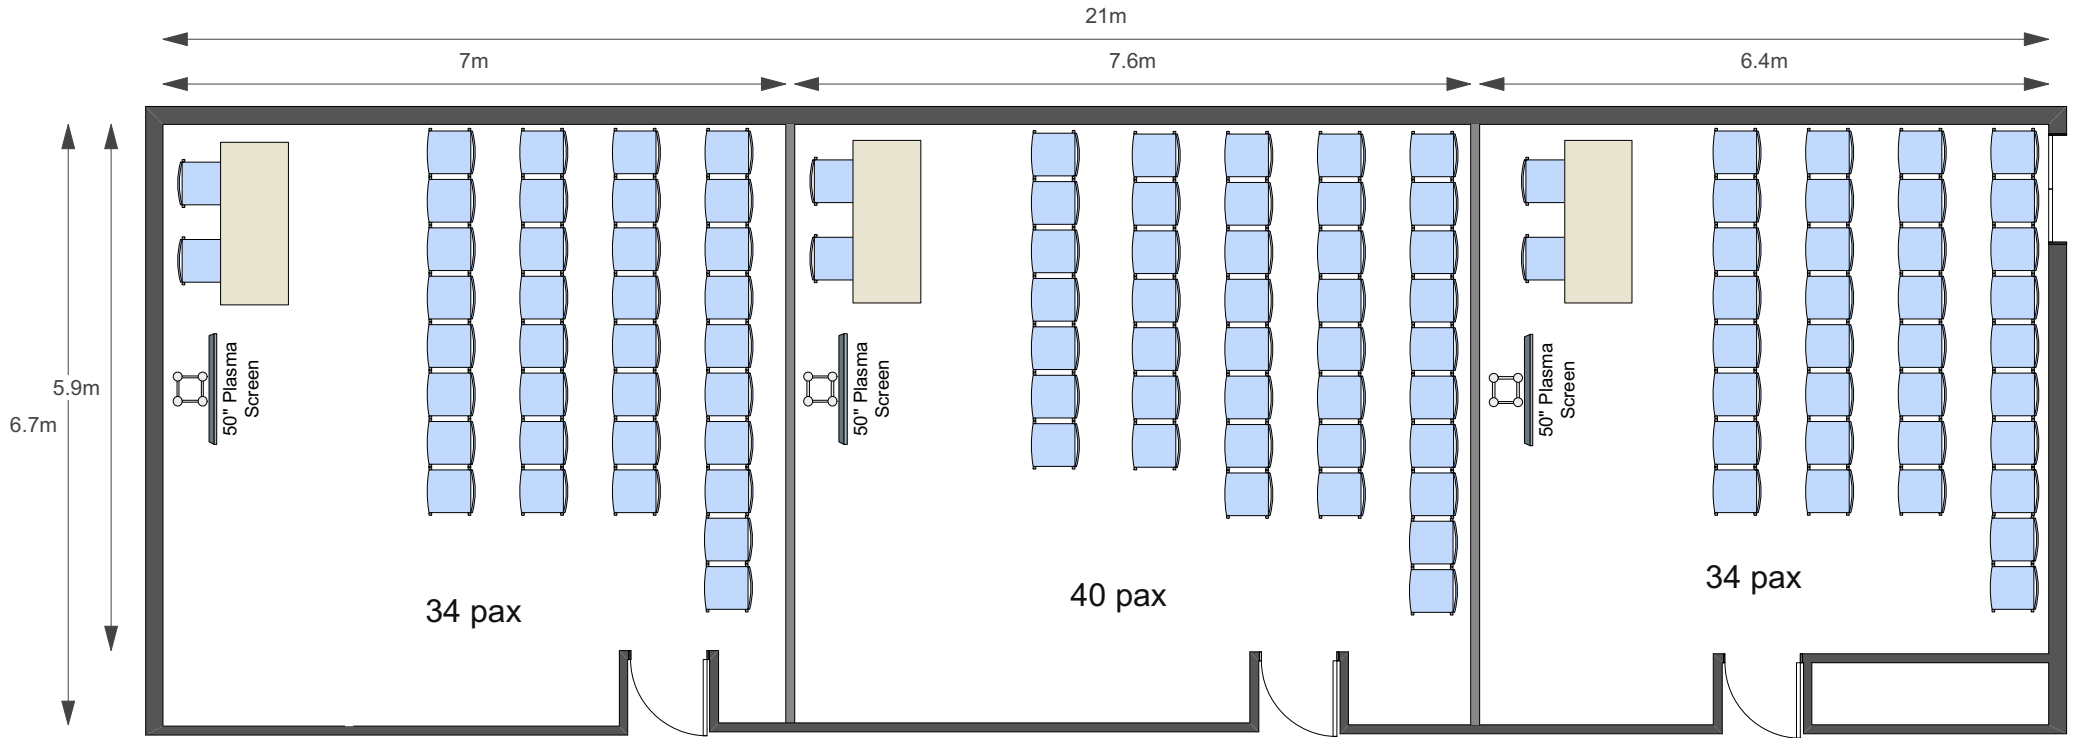 21m
7m
7.6m
6.4m
5.9m
6.7m
50" Plasma
Screen
50" Plasma
Screen
50" Plasma
Screen
34 pax
40 pax
34 pax